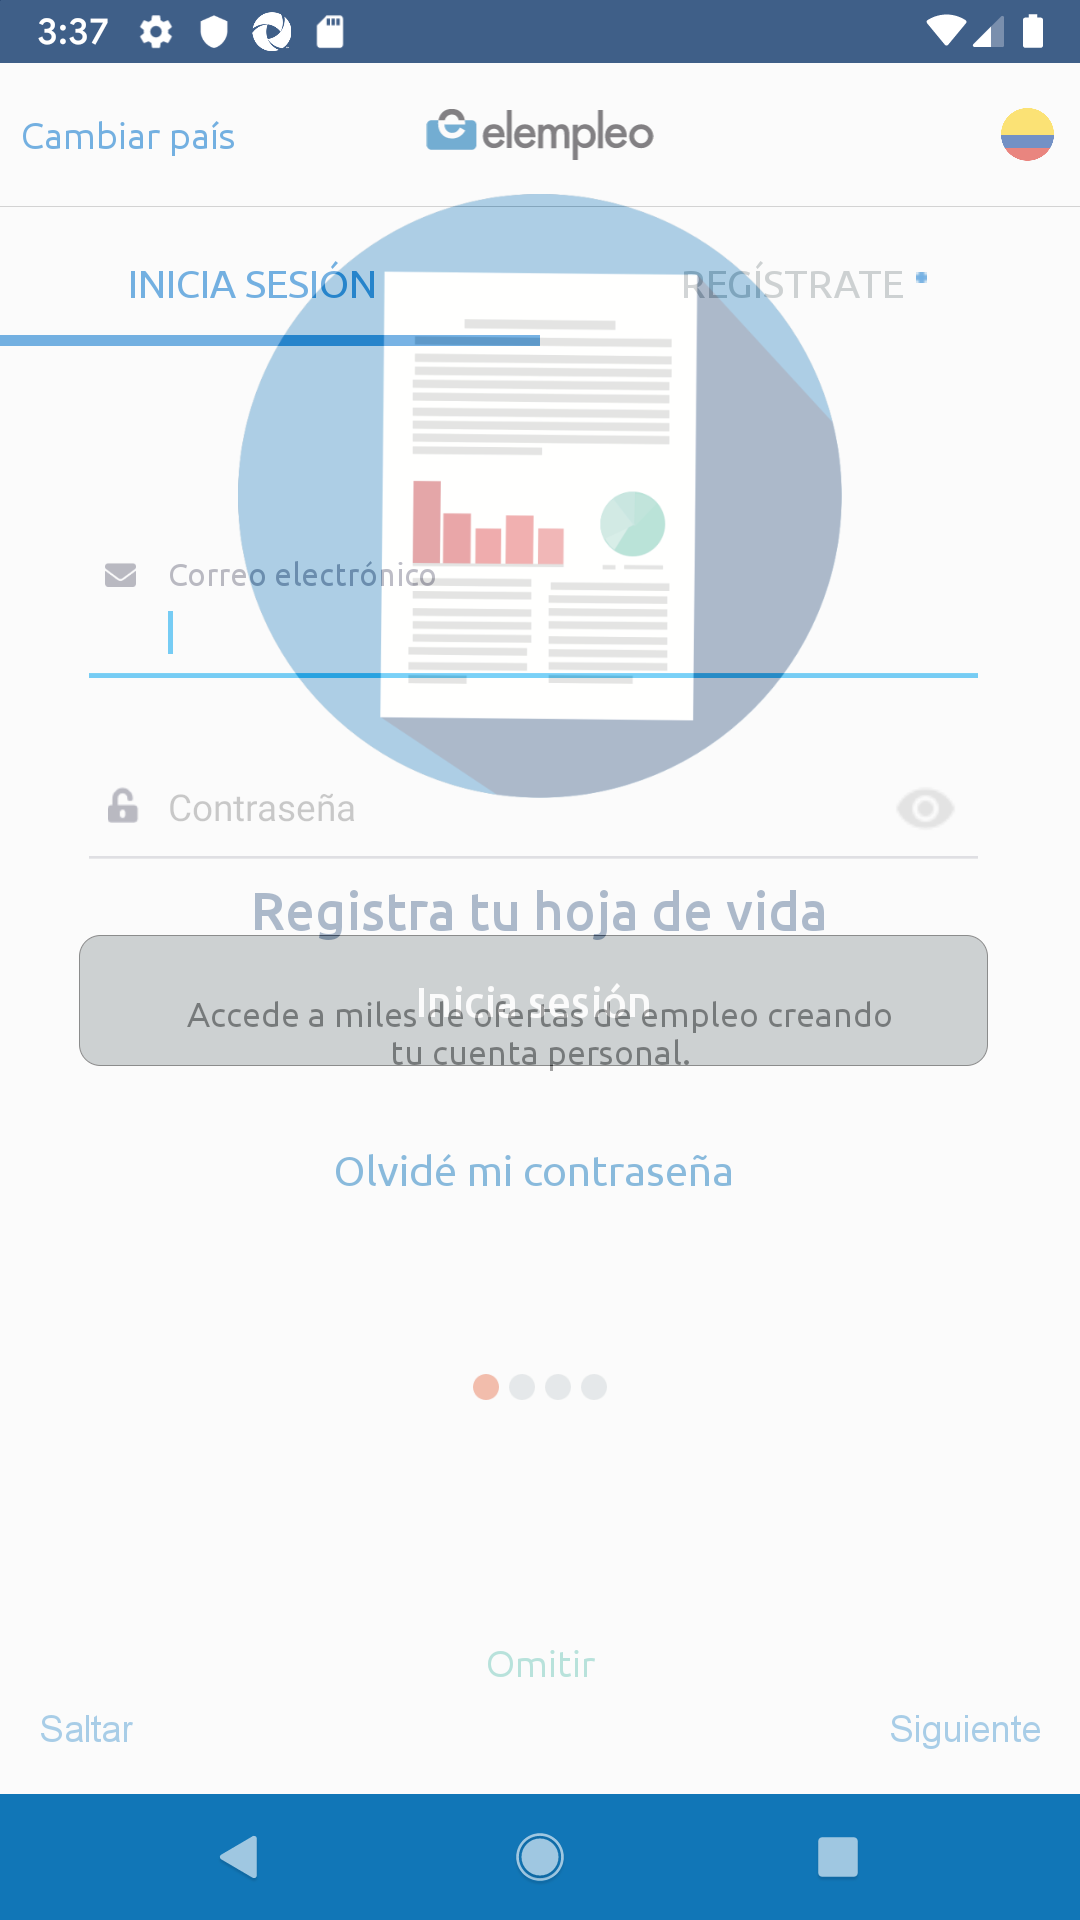 3:37
Cambiar país
elempleo
INICIA SESIÓN
REGÍSTRATE
Correo electrónico
Contraseña
Registra tu hoja de vida
Inicia sesión
Accede a miles de ofertas de empleo creando
tu cuenta personal.
Olvidé mi contraseña
Omitir
Saltar
Siguiente